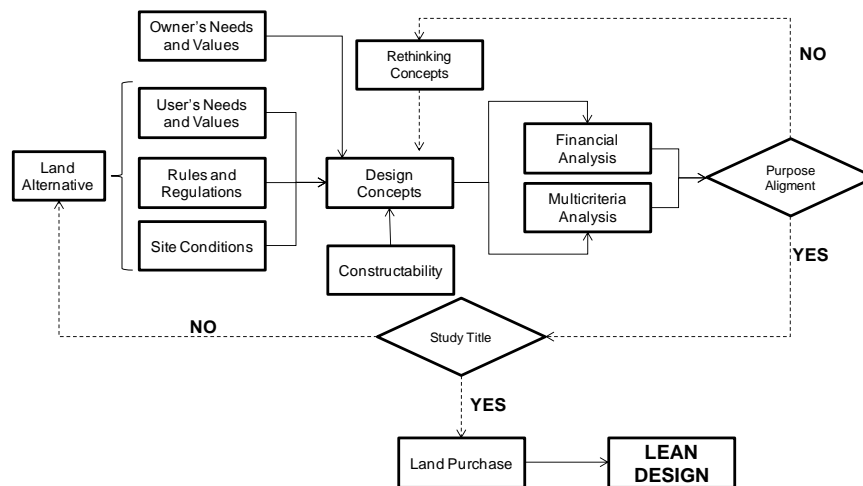 Owner's Needs
and Values
Rethinking
Concepts
NO
User's Needs
and Values
Land
Alternative
Rules and
Regulations
Design
Concepts
Financial
Analysis
Multicriteria
Analysis
Purpose
Aligment
Site Conditions
Constructability
YES
NO
Study Title
YES
Land Purchase
LEAN
DESIGN